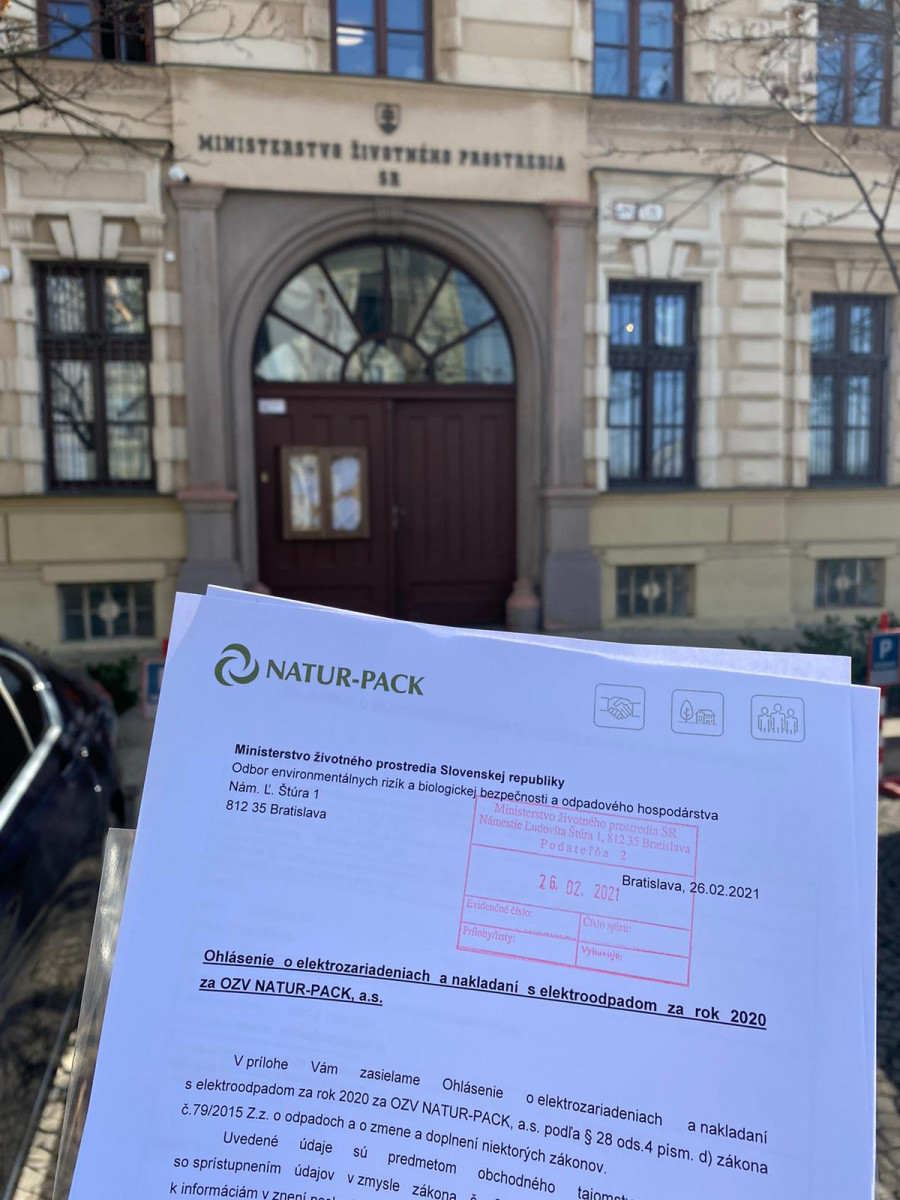 MINISTERSTVO ŽIVOTNÉHO PROSTREDIA
SR
P
NATUR-PACK
Ministerstvo životného prostredia Slovenskej republiky
Odbor environmentálnych rizík a biologickej bezpečnosti a odpadového hospodárstva
Nám. Ľ. Štúra 1
812 35 Bratislava
Ministerstvo životného prostredia SR
Námestie Ľudovíta Štúra 1, 812 35 Bratislava
Podateľňa 2
26. 02. 2021
Evidenčné číslo:
Číslo spisu:
Prílohy/listy:
Vybavuje:
Bratislava, 26.02.2021
Ohlásenie o elektrozariadeniach a nakladaní s elektroodpadom za rok 2020
za OZV NATUR-PACK, a.s.
V prílohe Vám zasielame Ohlásenie o elektrozariadeniach a nakladaní
s elektroodpadom za rok 2020 za OZV NATUR-PACK, a.s. podľa § 28 ods.4 písm. d) zákona
č.79/2015 Z.z. o odpadoch a o zmene a doplnení niektorých zákonov.
Uvedené údaje sú predmetom obchodného
so sprístupnením údajov v zmysle zákona
k informáciám v znení